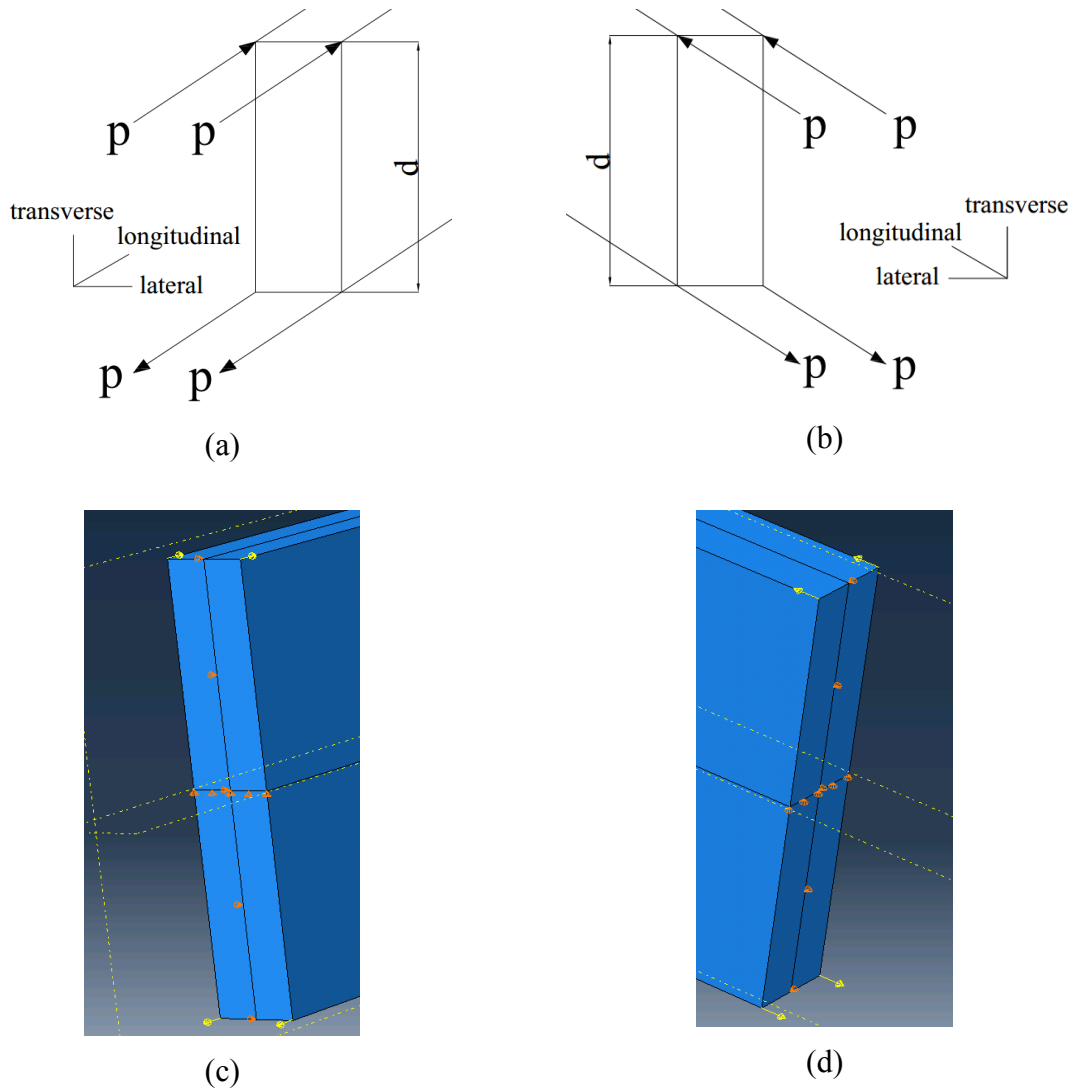 p
p
d
transverse
longitudinal
lateral
p
p
(a)
p
p
d
transverse
longitudinal
lateral
p
p
(b)
(c)
(d)